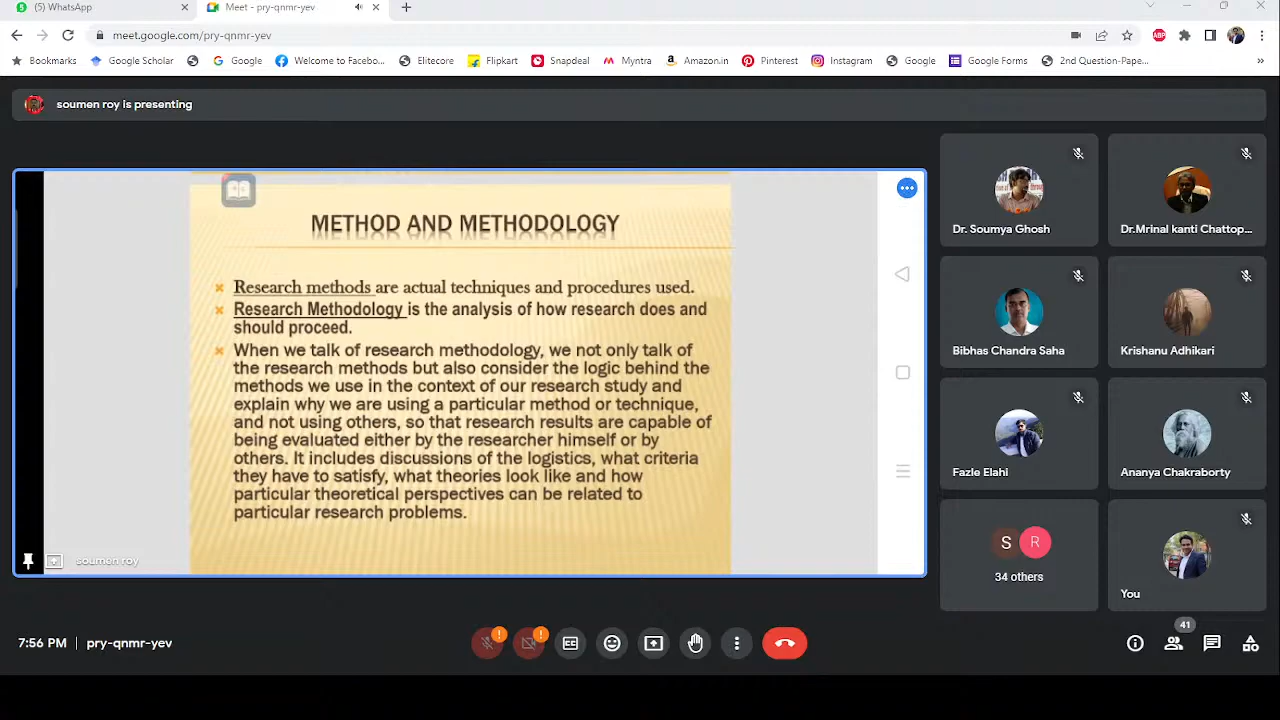 (5) WhatsApp
Meet - pry-qnmr-yev
meet.google.com/pry-qnmr-yev
ABP
Bookmarks Google Scholar Google Welcome to Facebo... Elitecore Flipkart Snapdeal Myntra Amazon.in Pinterest Instagram Google Google Forms 2nd Question-Pape... »
soumen roy is presenting
METHOD AND METHODOLOGY
Research methods are actual techniques and procedures used.
Research Methodology is the analysis of how research does and
should proceed.
When we talk of research methodology, we not only talk of
the research methods but also consider the logic behind the
methods we use in the context of our research study and
explain why we are using a particular method or technique,
and not using others, so that research results are capable of
being evaluated either by the researcher himself or by
others. It includes discussions of the logistics, what criteria
they have to satisfy, what theories look like and how
particular theoretical perspectives can be related to
particular research problems.
soumen roy
Dr. Soumya Ghosh
Dr.Mrinal kanti Chattop...
Bibhas Chandra Saha
Krishanu Adhikari
Fazle Elahi
Ananya Chakraborty
S R
34 others
You
7:56 PM | pry-qnmr-yev
41